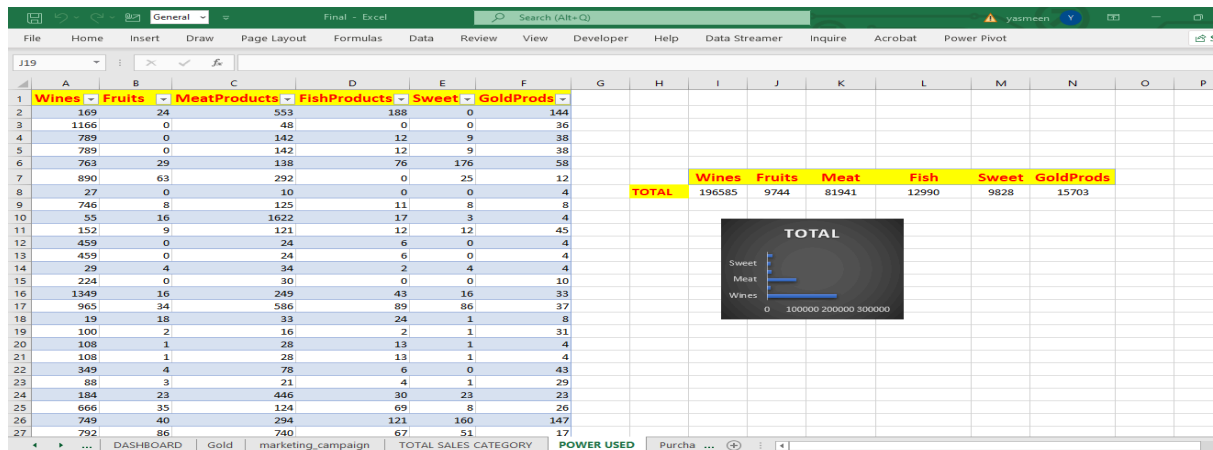 General Final - Excel Search (Alt+Q) yasmeen Y
File Home Insert Draw Page Layout Formulas Data Review View Developer Help Data Streamer Inquire Acrobat Power Pivot
J19 fx
A B C D E F G H I J K L M N O P
1 Wines Fruits MeatProducts FishProducts Sweet GoldProds
2 169 24 553 188 0 144
3 1166 0 48 0 0 36
4 789 0 142 12 9 38
5 789 0 142 12 9 38
6 763 29 138 76 176 58
7 890 63 292 0 25 12 Wines Fruits Meat Fish Sweet GoldProds
8 27 0 10 0 0 4 TOTAL 196585 9744 81941 12990 9828 15703
9 746 8 125 11 8 8
10 55 16 1622 17 3 4
11 152 9 121 12 12 45
12 459 0 24 6 0 4
13 459 0 24 6 0 4
14 29 4 34 2 4 4
15 224 0 30 0 0 10
16 1349 16 249 43 16 33
17 965 34 586 89 86 37
18 19 18 33 24 1 8
19 100 2 16 2 1 31
20 108 1 28 13 1 4
21 108 1 28 13 1 4
22 349 4 78 6 0 43
23 88 3 21 4 1 29
24 184 23 446 30 23 23
25 666 35 124 69 8 26
26 749 40 294 121 160 147
27 792 86 740 67 51 17
TOTAL
Sweet
Meat
Wines
0 100000 200000 300000
... DASHBOARD Gold marketing_campaign TOTAL SALES CATEGORY POWER USED Purcha ...